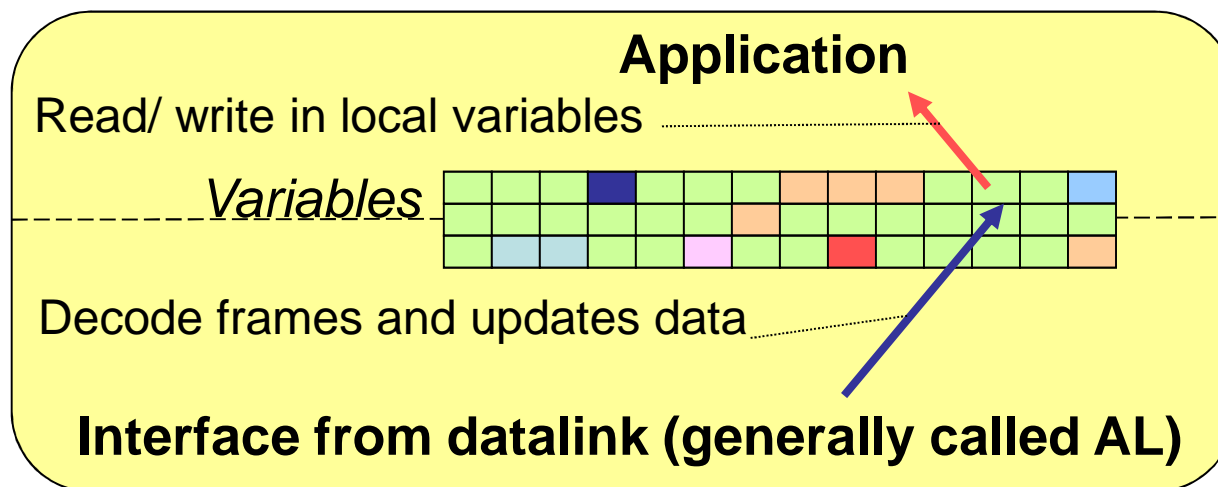 Application
Read/ write in local variables
Variables
Decode frames and updates data
Interface from datalink (generally called AL)